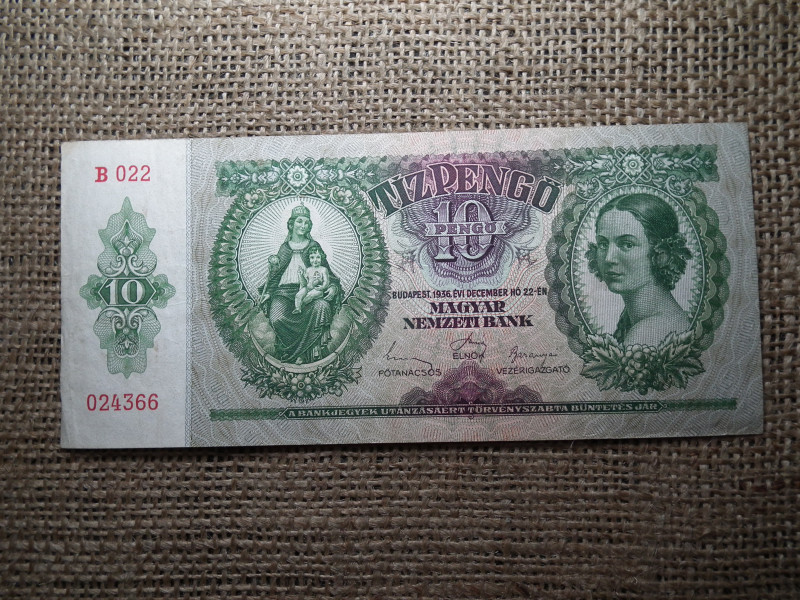 B 022
10
024366
TÍZPENGŐ
10
PENGŐ
BUDAPEST, 1936. ÉVI DECEMBER HÓ 22-ÉN
MAGYAR
NEMZETI BANK
ELNÖK
FŐTANÁCSOS VEZÉRIGAZGATÓ
A BANKJEGYEK UTÁNZÁSÁÉRT TÖRVÉNYSZABTA BÜNTETÉS JÁR